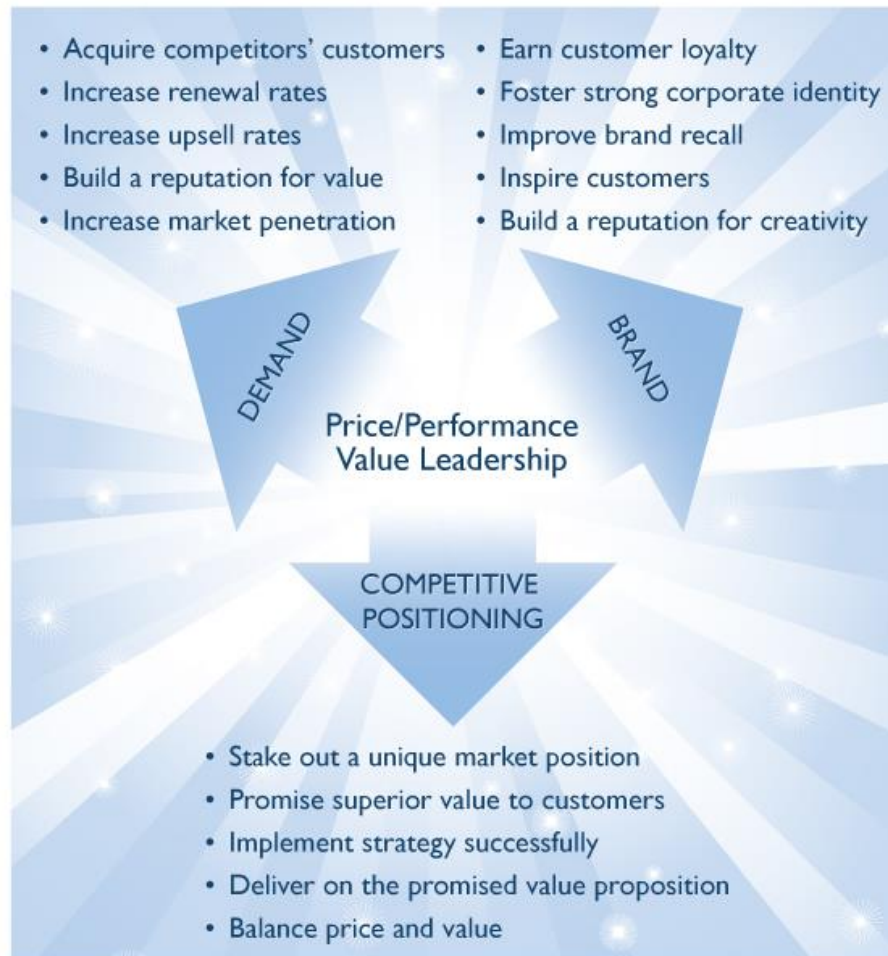 • Acquire competitors' customers
• Increase renewal rates
• Increase upsell rates
• Build a reputation for value
• Increase market penetration
• Earn customer loyalty
• Foster strong corporate identity
• Improve brand recall
• Inspire customers
• Build a reputation for creativity
DEMAND
BRAND
Price/Performance
Value Leadership
COMPETITIVE
POSITIONING
• Stake out a unique market position
• Promise superior value to customers
• Implement strategy successfully
• Deliver on the promised value proposition
• Balance price and value